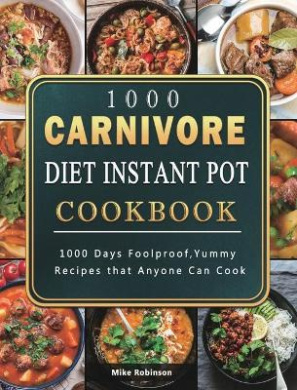 1000
CARNIVORE
DIET INSTANT POT
COOKBOOK
1000 Days Foolproof,Yummy
Recipes that Anyone Can Cook
Mike Robinson